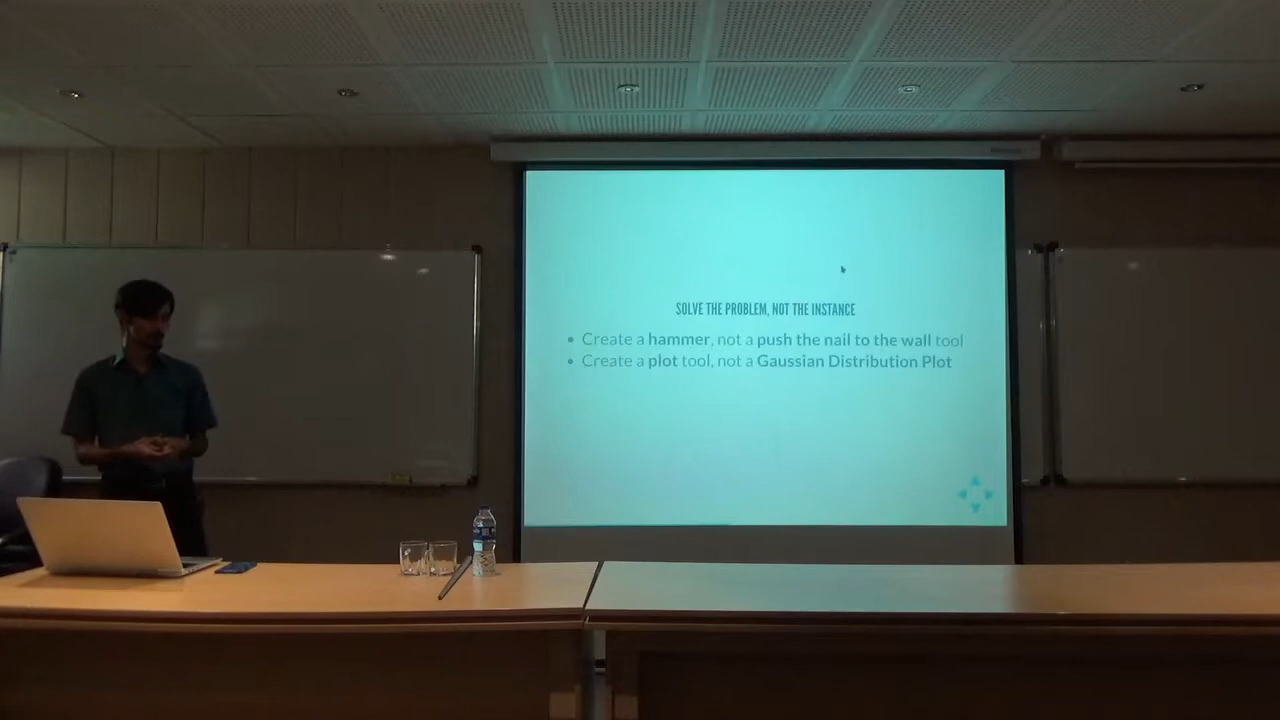 SOLVE THE PROBLEM, NOT THE INSTANCE
Create a hammer, not a push the nail to the wall tool
Create a plot tool, not a Gaussian Distribution Plot